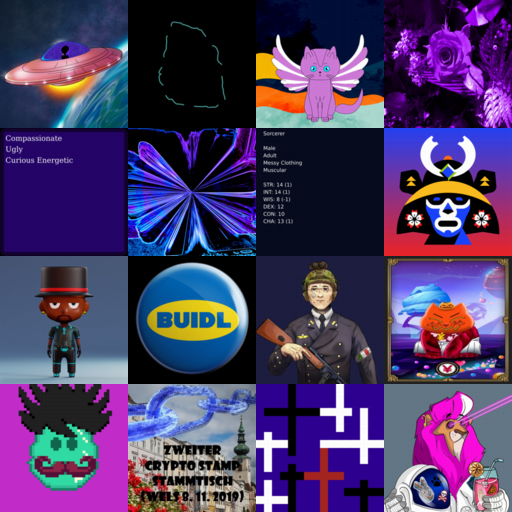 Compassionate
Ugly
Curious Energetic
Sorcerer
Male
Adult
Messy Clothing
Muscular
STR: 14 (1)
INT: 14 (1)
WIS: 8 (-1)
DEX: 12
CON: 10
CHA: 13 (1)
BUIDL
ZWEITER
CRYPTO STAMP
STAMMTISCH
(WELS 8. 11. 2019)